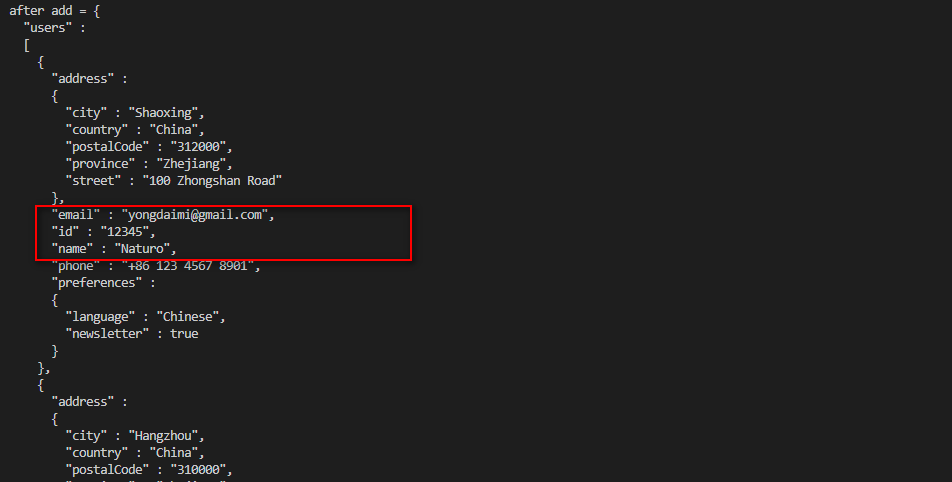 after add = {
"users" :
[
{
"address" :
{
"city" : "Shaoxing",
"country" : "China",
"postalCode" : "312000",
"province" : "Zhejiang",
"street" : "100 Zhongshan Road"
},
"email" : "yongdaimi@gmail.com",
"id" : "12345",
"name" : "Naturo",
"phone" : "+86 123 4567 8901",
"preferences" :
{
"language" : "Chinese",
"newsletter" : true
}
},
{
"address" :
{
"city" : "Hangzhou",
"country" : "China",
"postalCode" : "310000",